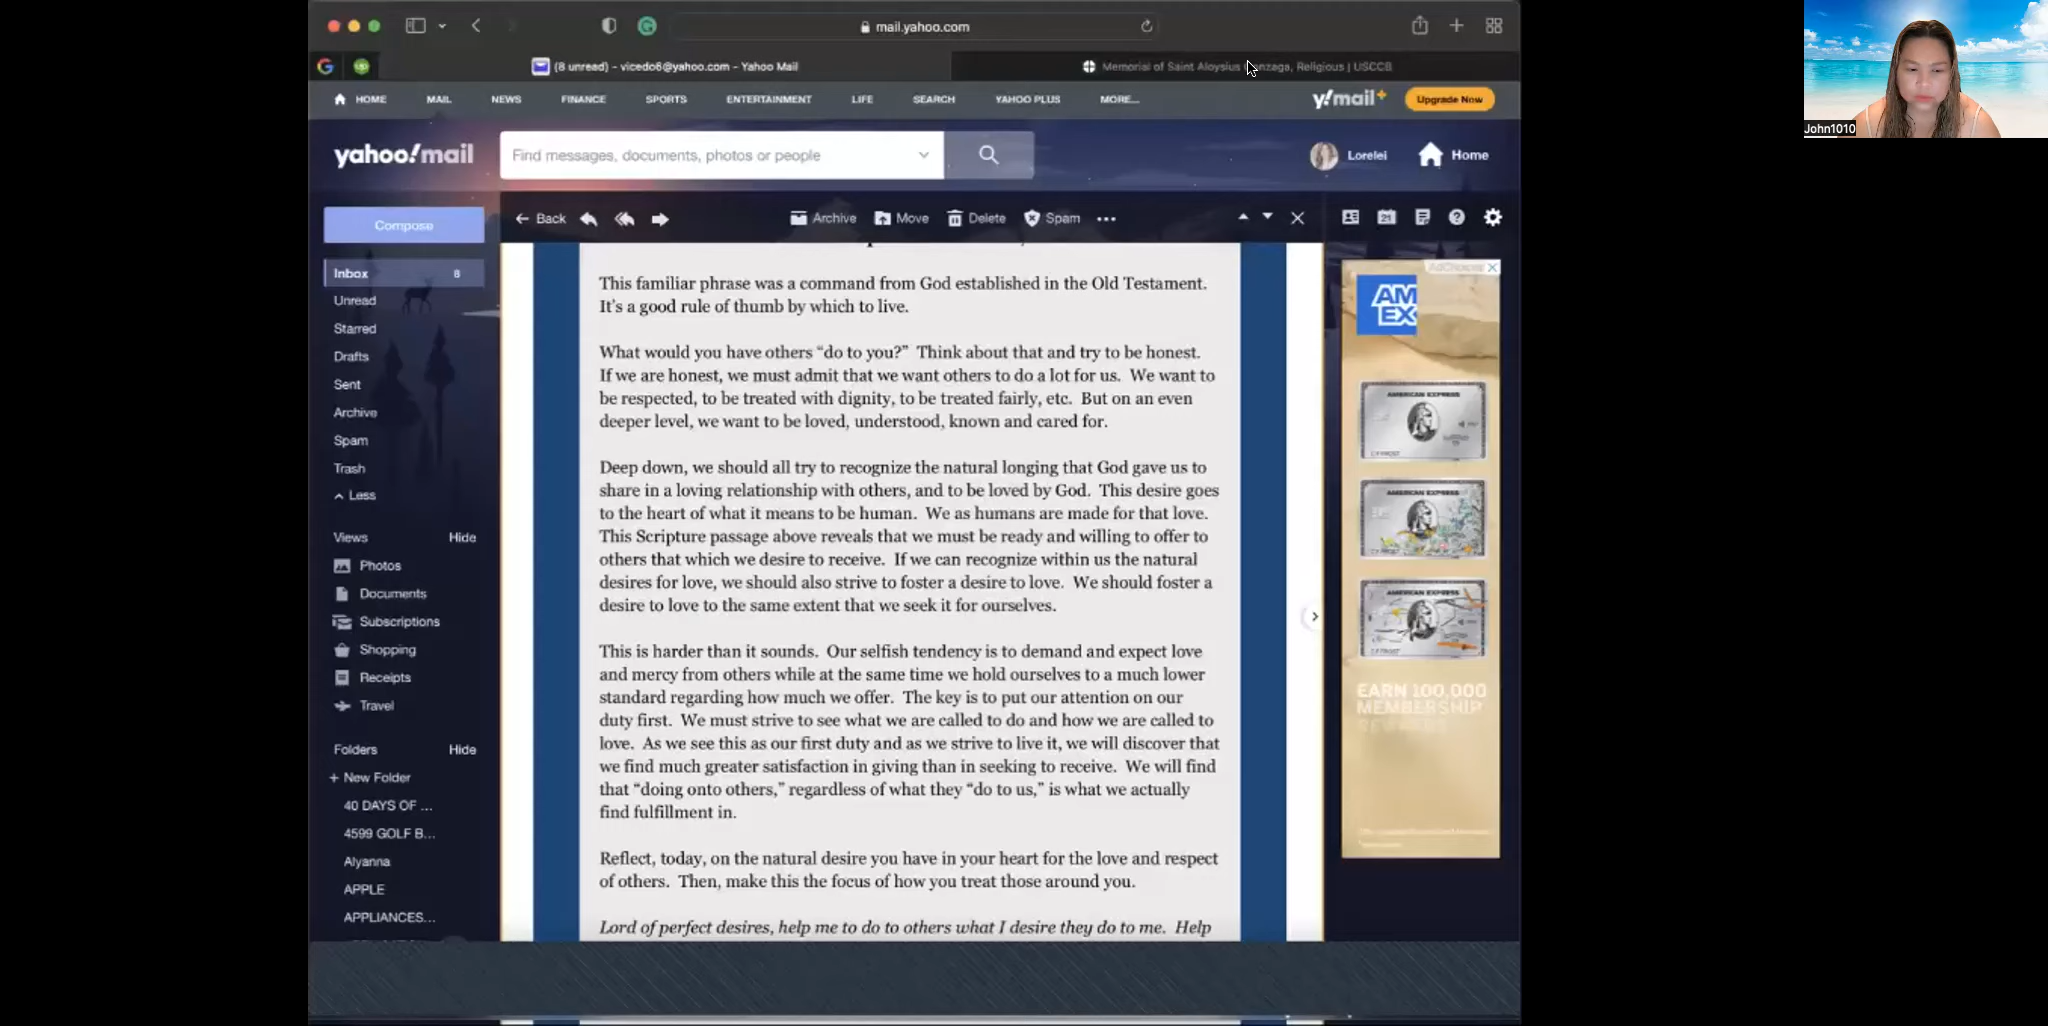 mail.yahoo.com
(8 unread) - vicedo6@yahoo.com - Yahoo Mail
Memorial of Saint Aloysius Gonzaga, Religious | USCCB
HOME MAIL NEWS FINANCE SPORTS ENTERTAINMENT LIFE SEARCH YAHOO PLUS MORE... y!mail+ Upgrade Now
yahoo!mail Find messages, documents, photos or people Lorelei Home
Compose
Back Archive Move Delete Spam
Inbox 8
Unread
Starred
Drafts
Sent
Archive
Spam
Trash
Less
Views Hide
Photos
Documents
Subscriptions
Shopping
Receipts
Travel
Folders Hide
+ New Folder
40 DAYS OF ...
4599 GOLF B...
Alyanna
APPLE
APPLIANCES...
This familiar phrase was a command from God established in the Old Testament.
It's a good rule of thumb by which to live.
What would you have others “do to you?” Think about that and try to be honest.
If we are honest, we must admit that we want others to do a lot for us. We want to
be respected, to be treated with dignity, to be treated fairly, etc. But on an even
deeper level, we want to be loved, understood, known and cared for.
Deep down, we should all try to recognize the natural longing that God gave us to
share in a loving relationship with others, and to be loved by God. This desire goes
to the heart of what it means to be human. We as humans are made for that love.
This Scripture passage above reveals that we must be ready and willing to offer to
others that which we desire to receive. If we can recognize within us the natural
desires for love, we should also strive to foster a desire to love. We should foster a
desire to love to the same extent that we seek it for ourselves.
This is harder than it sounds. Our selfish tendency is to demand and expect love
and mercy from others while at the same time we hold ourselves to a much lower
standard regarding how much we offer. The key is to put our attention on our
duty first. We must strive to see what we are called to do and how we are called to
love. As we see this as our first duty and as we strive to live it, we will discover that
we find much greater satisfaction in giving than in seeking to receive. We will find
that “doing onto others,” regardless of what they “do to us,” is what we actually
find fulfillment in.
Reflect, today, on the natural desire you have in your heart for the love and respect
of others. Then, make this the focus of how you treat those around you.
Lord of perfect desires, help me to do to others what I desire they do to me. Help
AdChoices
AM
EX
AMERICAN EXPRESS
AMERICAN EXPRESS
AMERICAN EXPRESS
EARN 100,000
MEMBERSHIP
REWARDS
John1010